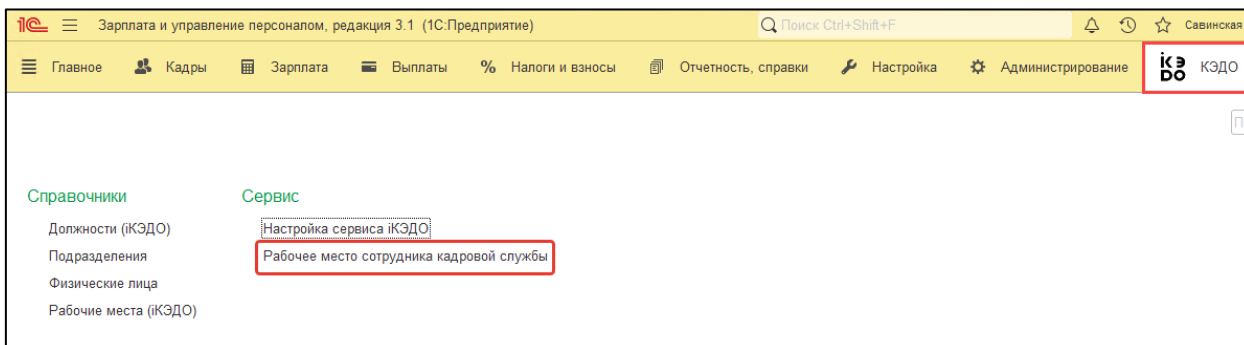 1С Зарплата и управление персоналом, редакция 3.1 (1С:Предприятие) Поиск Ctrl+Shift+F Савинская
Главное Кадры Зарплата Выплаты % Налоги и взносы Отчетность, справки Настройка Администрирование iКЭДО КЭДО
П
Справочники Сервис
Должности (iКЭДО) Настройка сервиса iКЭДО
Подразделения Рабочее место сотрудника кадровой службы
Физические лица
Рабочие места (iКЭДО)